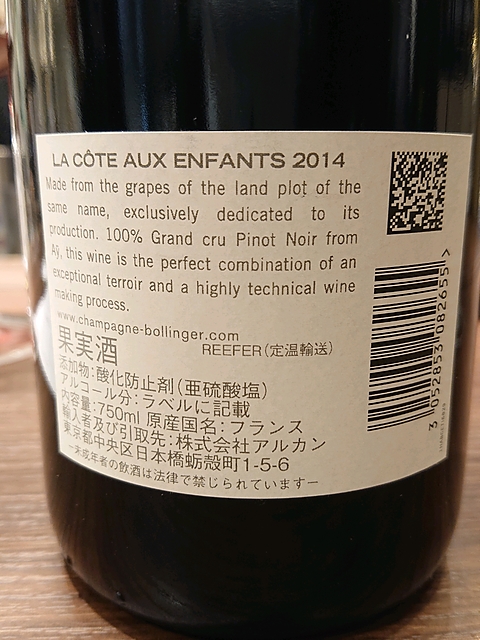 LA CÔTE AUX ENFANTS 2014
Made from the grapes of the land plot of the
same name, exclusively dedicated to its
production. 100% Grand cru Pinot Noir from
Aÿ, this wine is the perfect combination of an
exceptional terroir and a highly technical wine
making process.
www.champagne-bollinger.com
果実酒 REEFER(定温輸送)
添加物:酸化防止剤(亜硫酸塩)
アルコール分:ラベルに記載
内容量:750ml 原産国名:フランス
輸入者及び引取先:株式会社アルカン
東京都中央区日本橋蛎殻町1-5-6
ー未成年者の飲酒は法律で禁じられていますー
3 052853 082655 >